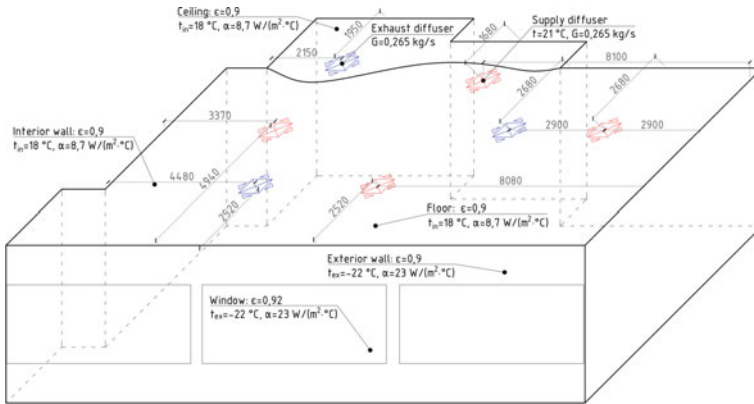 Ceiling: ε=0,9
t_in=18 °C, α=8,7 W/(m²·°C)
1950
Exhaust diffuser
G=0,265 kg/s
Supply diffuser
t=21 °C, G=0,265 kg/s
2150
1680
8100
2680
2680
3370
2900
2900
Interior wall: ε=0,9
t_in=18 °C, α=8,7 W/(m²·°C)
4480
4940
2520
2520
8080
Floor: ε=0,9
t_in=18 °C, α=8,7 W/(m²·°C)
Exterior wall: ε=0,9
t_ex=-22 °C, α=23 W/(m²·°C)
Window: ε=0,92
t_ex=-22 °C, α=23 W/(m²·°C)